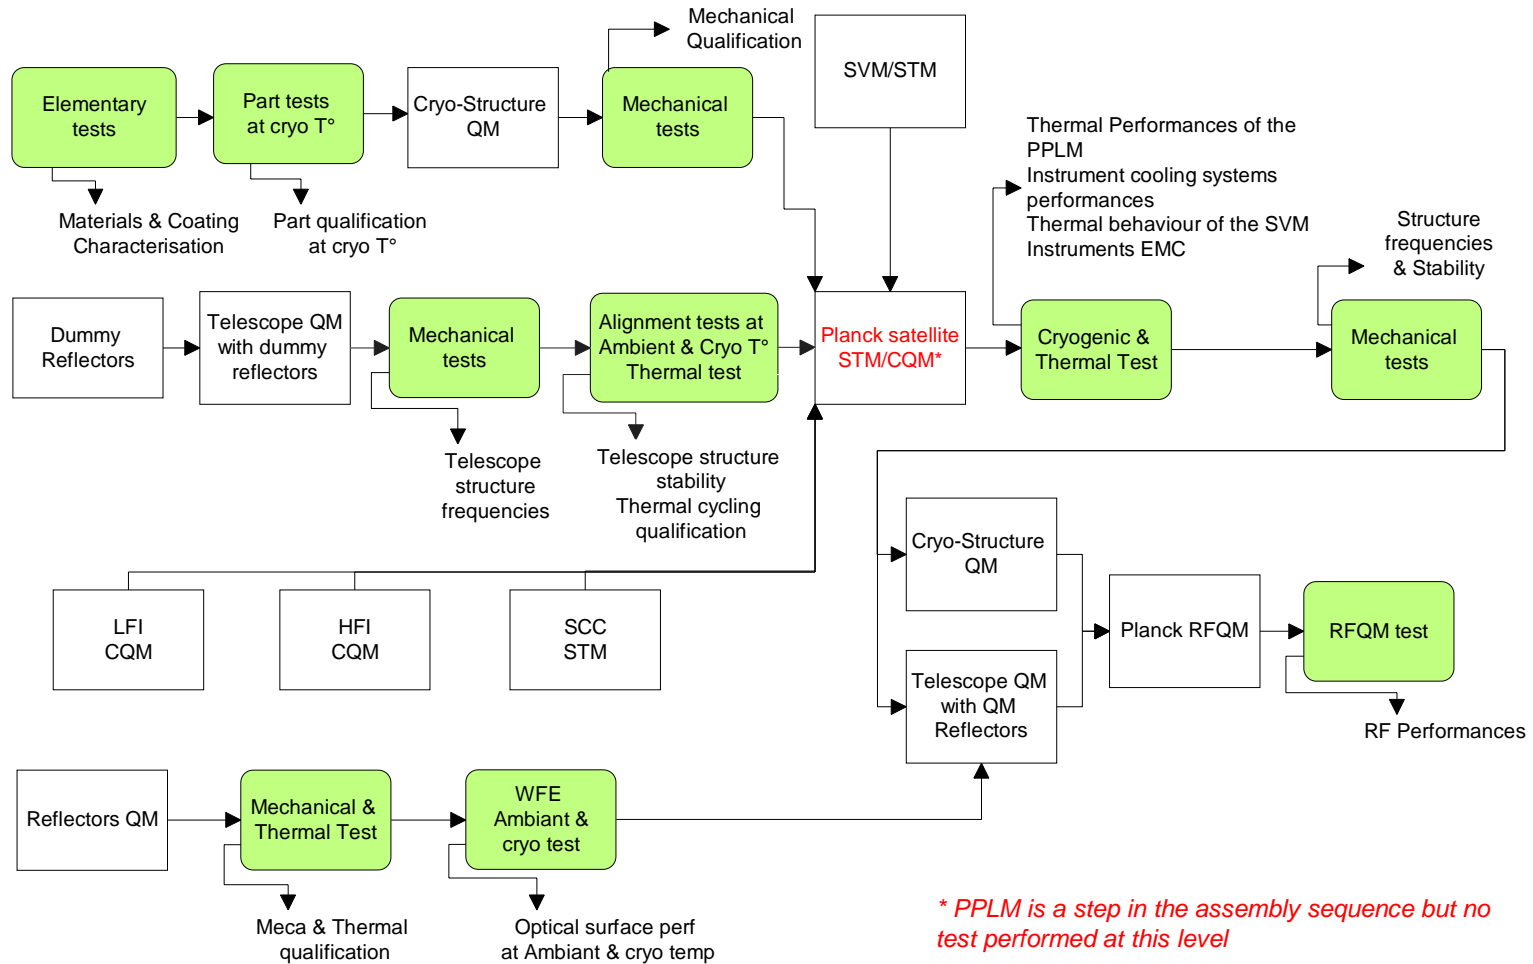 Mechanical
Qualification
SVM/STM
Elementary
tests
Part tests
at cryo T°
Cryo-Structure
QM
Mechanical
tests
Thermal Performances of the
PPLM
Instrument cooling systems
performances
Thermal behaviour of the SVM
Instruments EMC
Materials & Coating
Characterisation
Part qualification
at cryo T°
Structure
frequencies
& Stability
Dummy
Reflectors
Telescope QM
with dummy
reflectors
Mechanical
tests
Alignment tests at
Ambient & Cryo T°
Thermal test
Planck satellite
STM/CQM*
Cryogenic &
Thermal Test
Mechanical
tests
Telescope
structure
frequencies
Telescope structure
stability
Thermal cycling
qualification
Cryo-Structure
QM
LFI
CQM
HFI
CQM
SCC
STM
Planck RFQM
RFQM test
Telescope QM
with QM
Reflectors
RF Performances
Reflectors QM
Mechanical &
Thermal Test
WFE
Ambiant &
cryo test
Meca & Thermal
qualification
Optical surface perf
at Ambiant & cryo temp
* PPLM is a step in the assembly sequence but no
test performed at this level